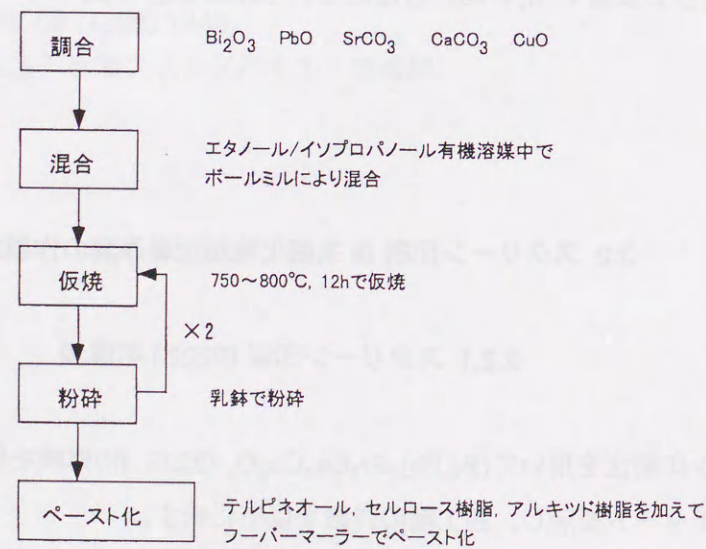 調合
Bi2O3 PbO SrCO3 CaCO3 CuO
混合
エタノール/イソプロパノール有機溶媒中で
ボールミルにより混合
仮焼
750～800℃, 12hで仮焼
×2
粉砕
乳鉢で粉砕
ペースト化
テルピネオール, セルロース樹脂, アルキツド樹脂を加えて
フーバーマーラーでペースト化